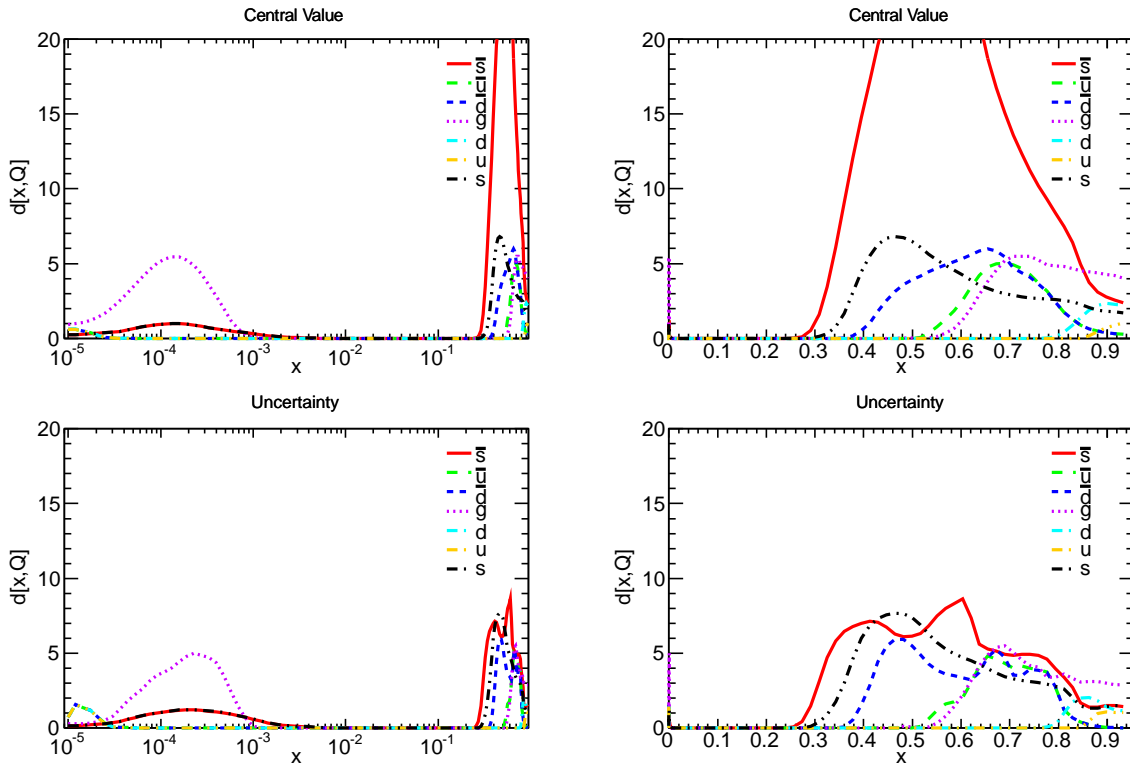 Central Value
20
15
10
5
0
d[x,Q]
s̅
u̅
d̅
g
d
u
s
10⁻⁵ 10⁻⁴ 10⁻³ 10⁻² 10⁻¹
x
Central Value
20
15
10
5
0
d[x,Q]
s̅
u̅
d̅
g
d
u
s
0 0.1 0.2 0.3 0.4 0.5 0.6 0.7 0.8 0.9
x
Uncertainty
20
15
10
5
0
d[x,Q]
s̅
u̅
d̅
g
d
u
s
10⁻⁵ 10⁻⁴ 10⁻³ 10⁻² 10⁻¹
x
Uncertainty
20
15
10
5
0
d[x,Q]
s̅
u̅
d̅
g
d
u
s
0 0.1 0.2 0.3 0.4 0.5 0.6 0.7 0.8 0.9
x